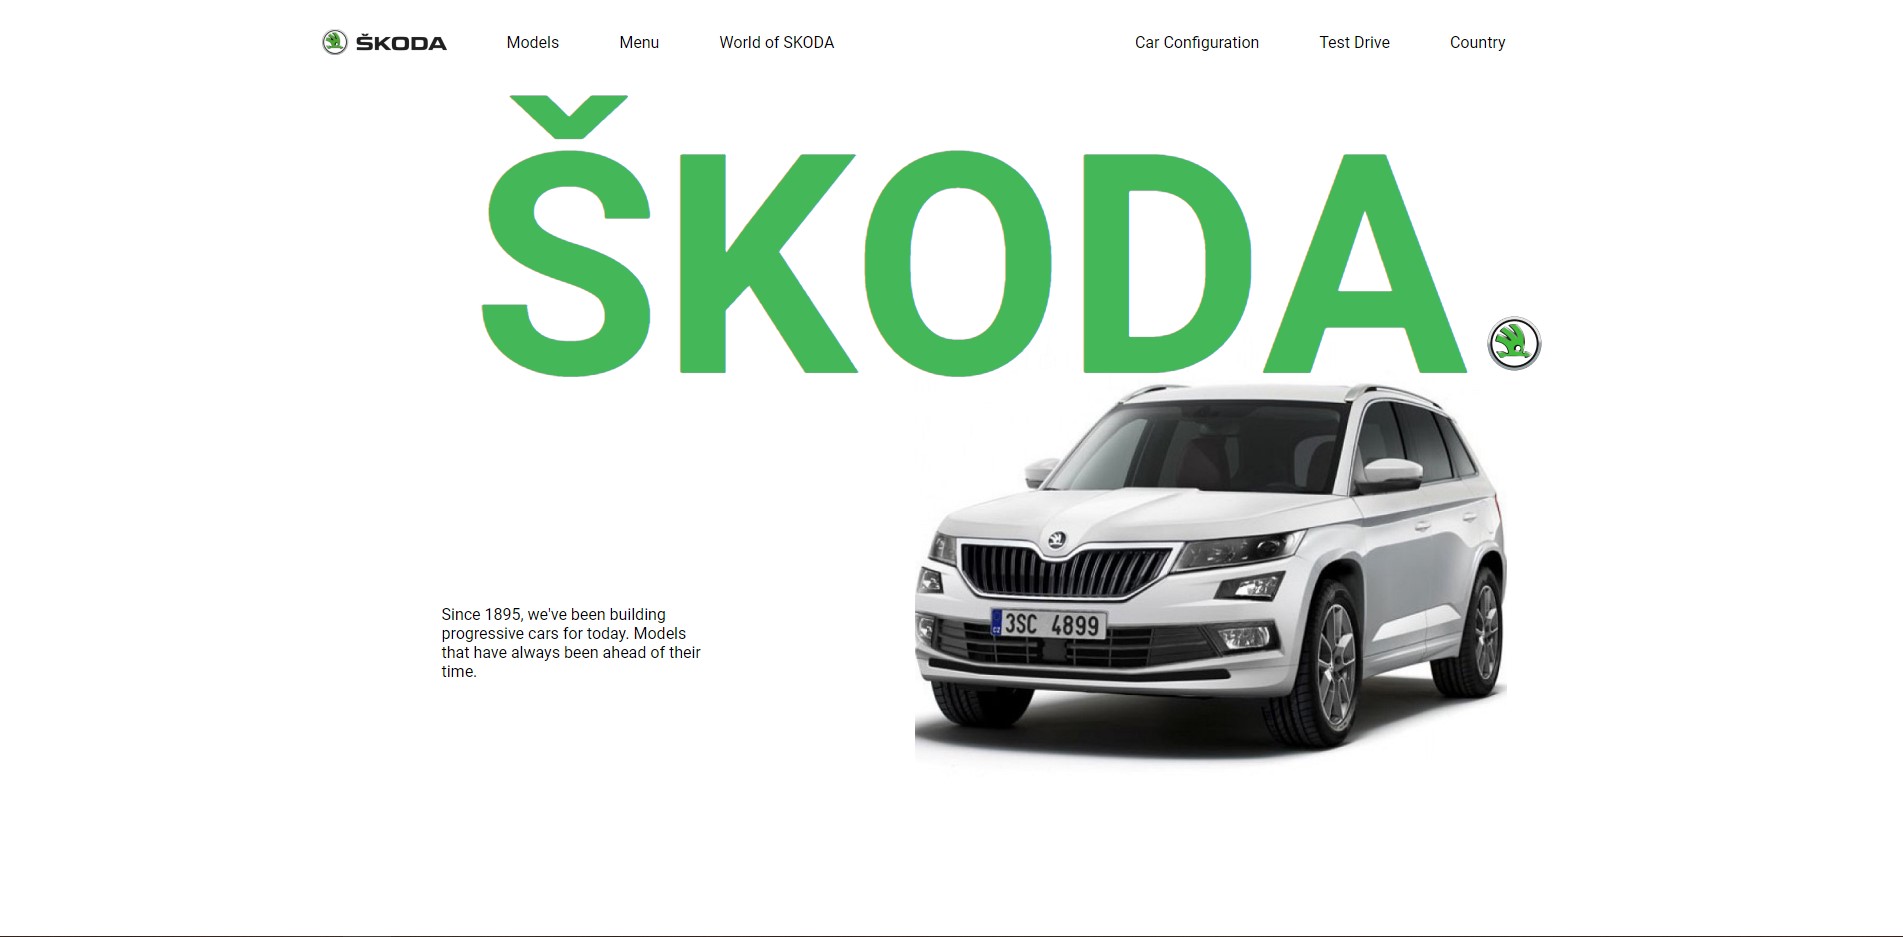 ŠKODA
Models
Menu
World of SKODA
Car Configuration
Test Drive
Country
ŠKODA
3SC 4899
CZ
Since 1895, we've been building
progressive cars for today. Models
that have always been ahead of their
time.